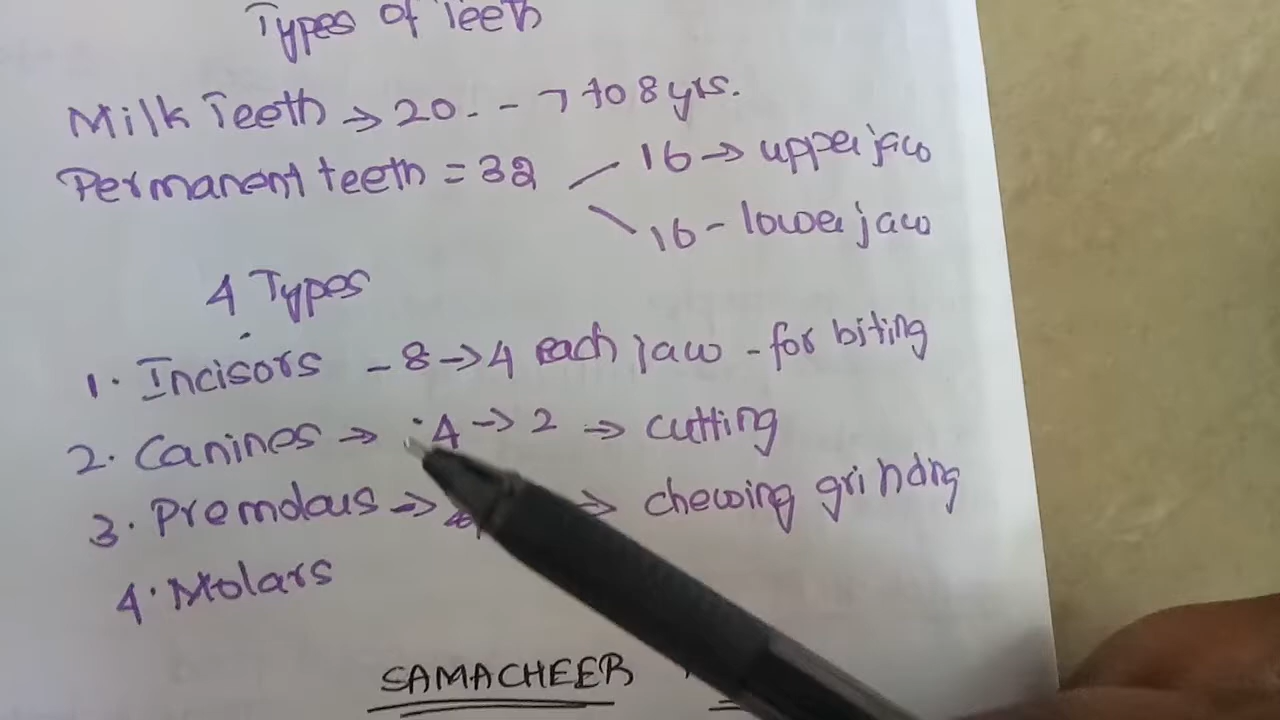 Types of Teeth
Milk Teeth → 20. - 7 to 8 yrs.
Permanent teeth = 32
16 → upper jaw
16 - lower jaw
4 Types
1. Incisors - 8 → 4 each jaw - for biting
2. Canines → 4 → 2 → cutting
3. Premolars → → chewing grinding
4. Molars
SAMACHEER